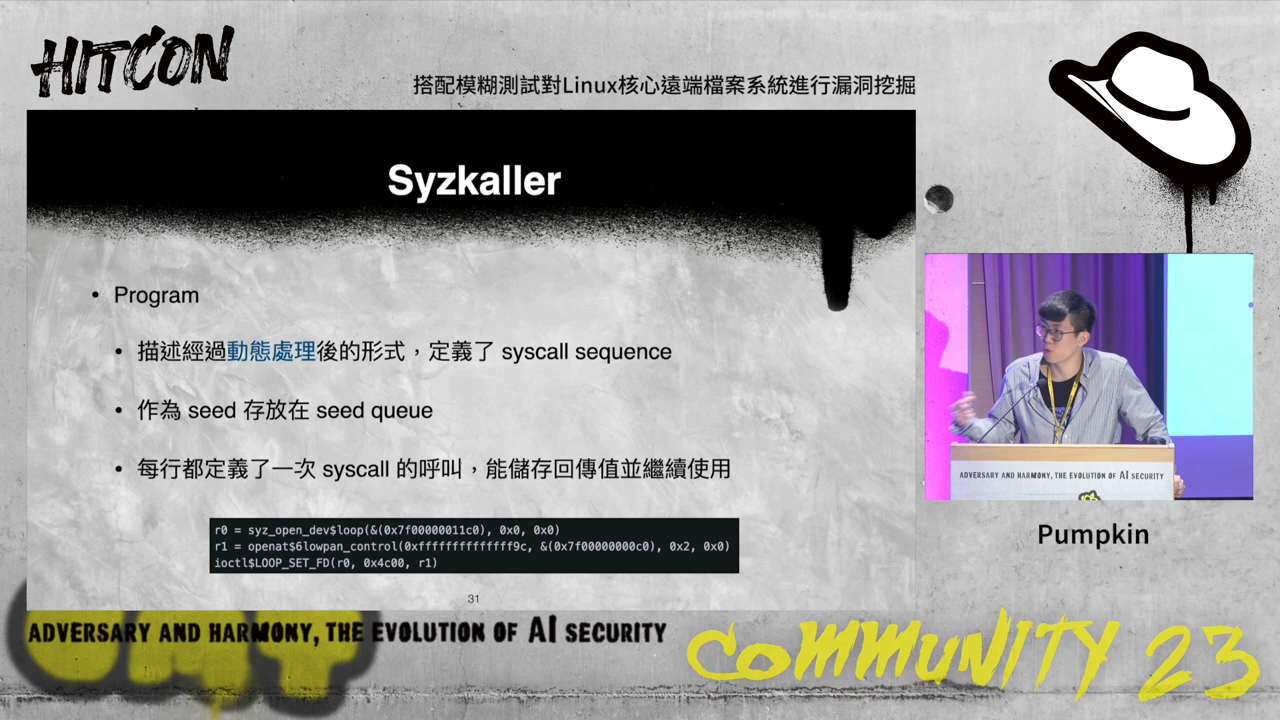 HITCON
搭配模糊測試對Linux核心遠端檔案系統進行漏洞挖掘
Syzkaller
• Program
• 描述經過動態處理後的形式，定義了 syscall sequence
• 作為 seed 存放在 seed queue
• 每行都定義了一次 syscall 的呼叫，能儲存回傳值並繼續使用
r0 = syz_open_dev$loop(&(0x7f00000011c0), 0x0, 0x0)
r1 = openat$6lowpan_control(0xffffffffffffff9c, &(0x7f00000000c0), 0x2, 0x0)
ioctl$LOOP_SET_FD(r0, 0x4c00, r1)
31
ADVERSARY AND HARMONY, THE EVOLUTION OF AI SECURITY
Pumpkin
ADVERSARY AND HARMONY, THE EVOLUTION OF AI SECURITY
COMMUNITY 23